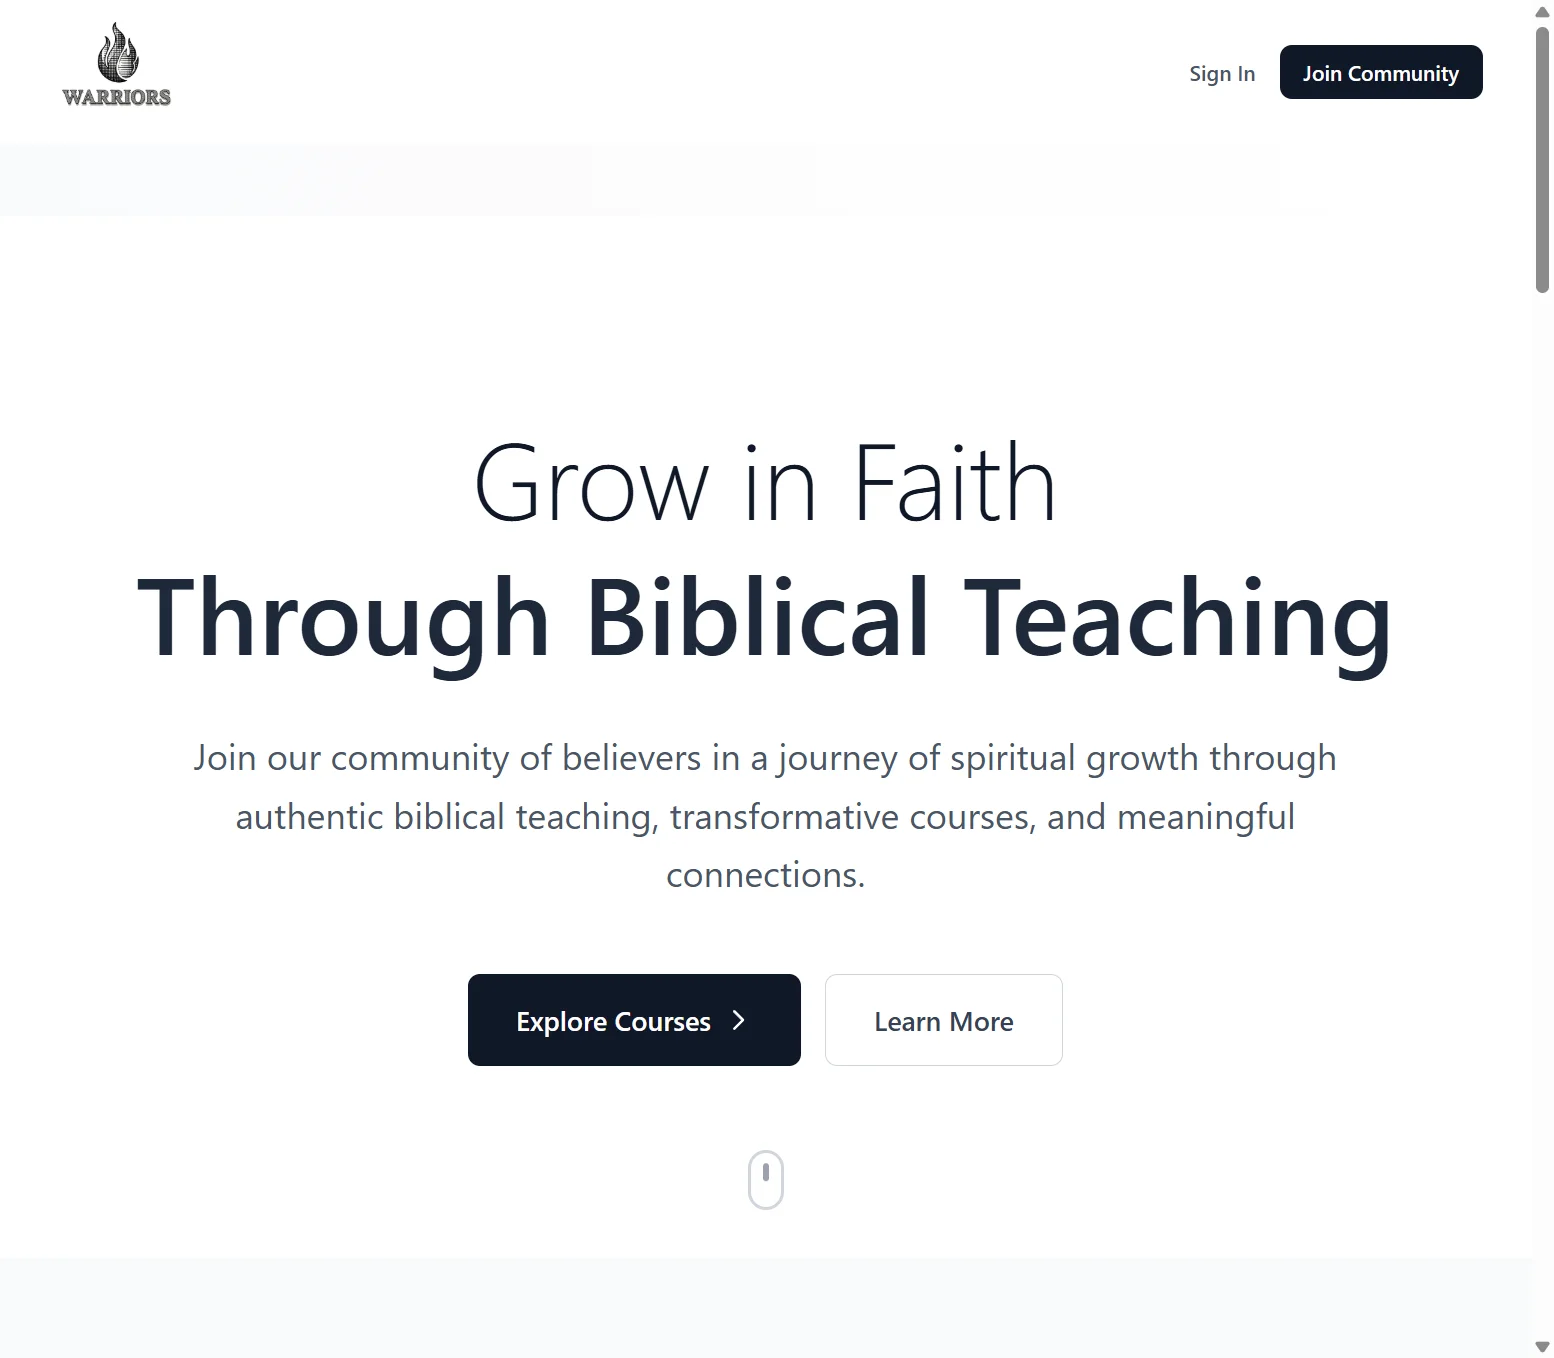 WARRIORS
Sign In
Join Community
Grow in Faith
Through Biblical Teaching
Join our community of believers in a journey of spiritual growth through
authentic biblical teaching, transformative courses, and meaningful
connections.
Explore Courses
Learn More